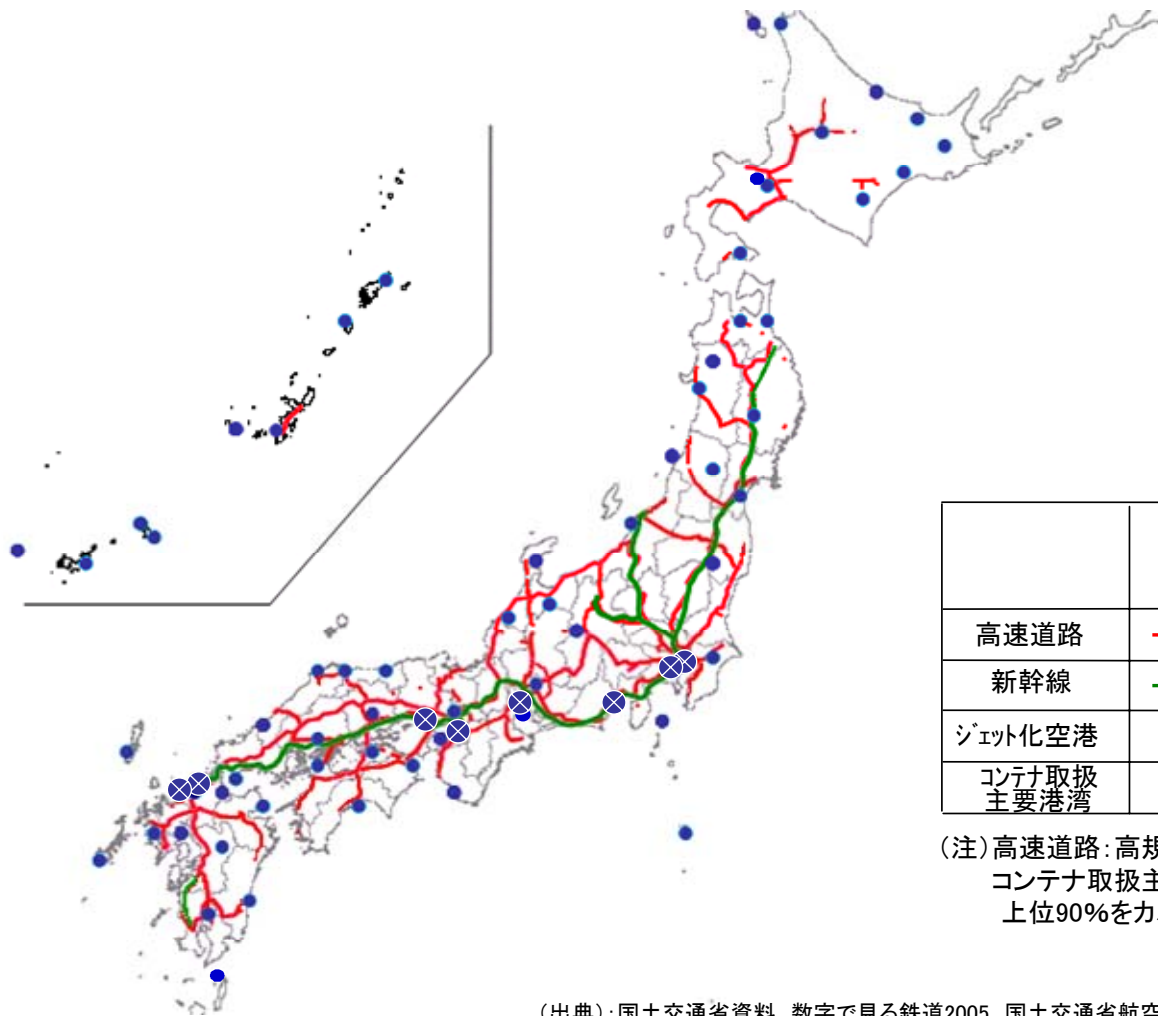 高速道路
新幹線
ｼﾞｪｯﾄ化空港
コンテナ取扱
主要港湾
（注）高速道路：高規
コンテナ取扱主
上位90%をカ
（出典）：国土交通省資料、数字で見る鉄道2005、国土交通省航空